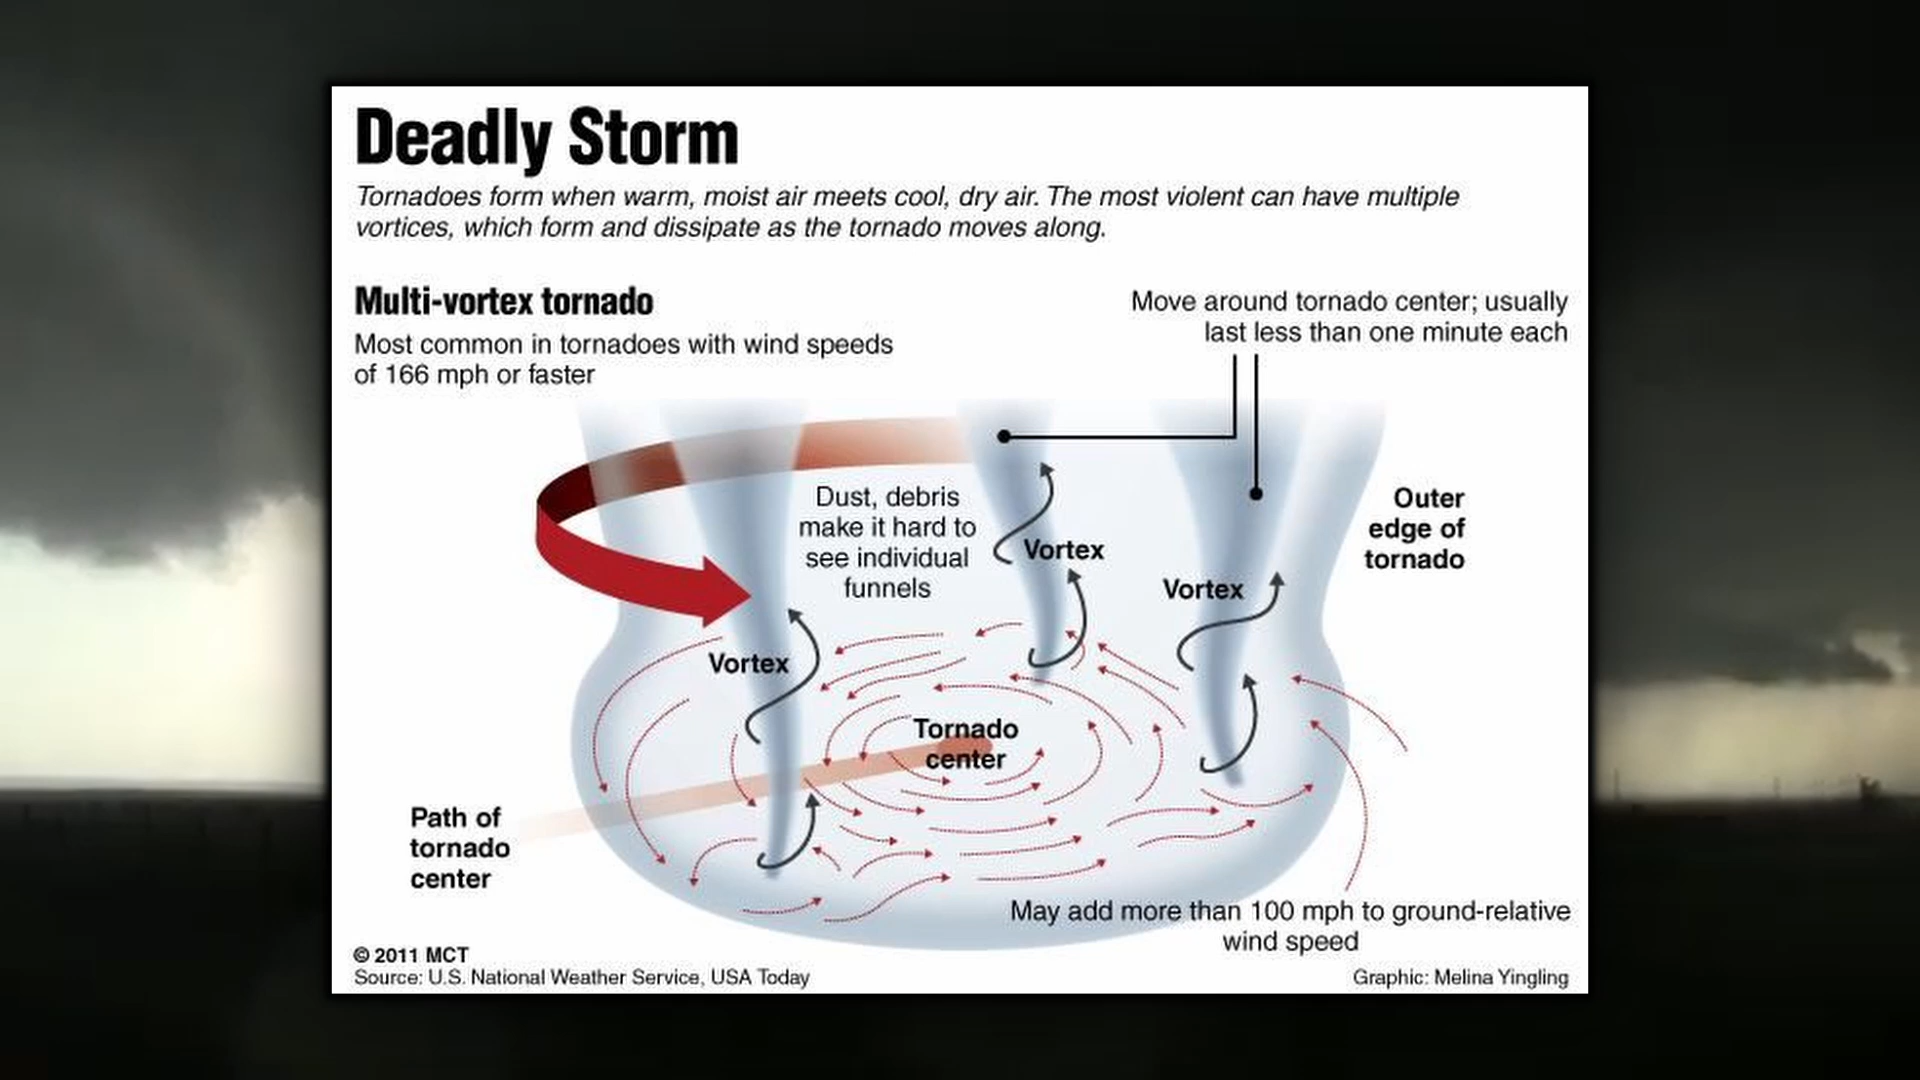 Deadly Storm
Tornadoes form when warm, moist air meets cool, dry air. The most violent can have multiple
vortices, which form and dissipate as the tornado moves along.
Multi-vortex tornado
Most common in tornadoes with wind speeds
of 166 mph or faster
Move around tornado center; usually
last less than one minute each
Dust, debris
make it hard to
see individual
funnels
Vortex
Vortex
Outer
edge of
tornado
Vortex
Tornado
center
Path of
tornado
center
May add more than 100 mph to ground-relative
wind speed
© 2011 MCT
Source: U.S. National Weather Service, USA Today
Graphic: Melina Yingling